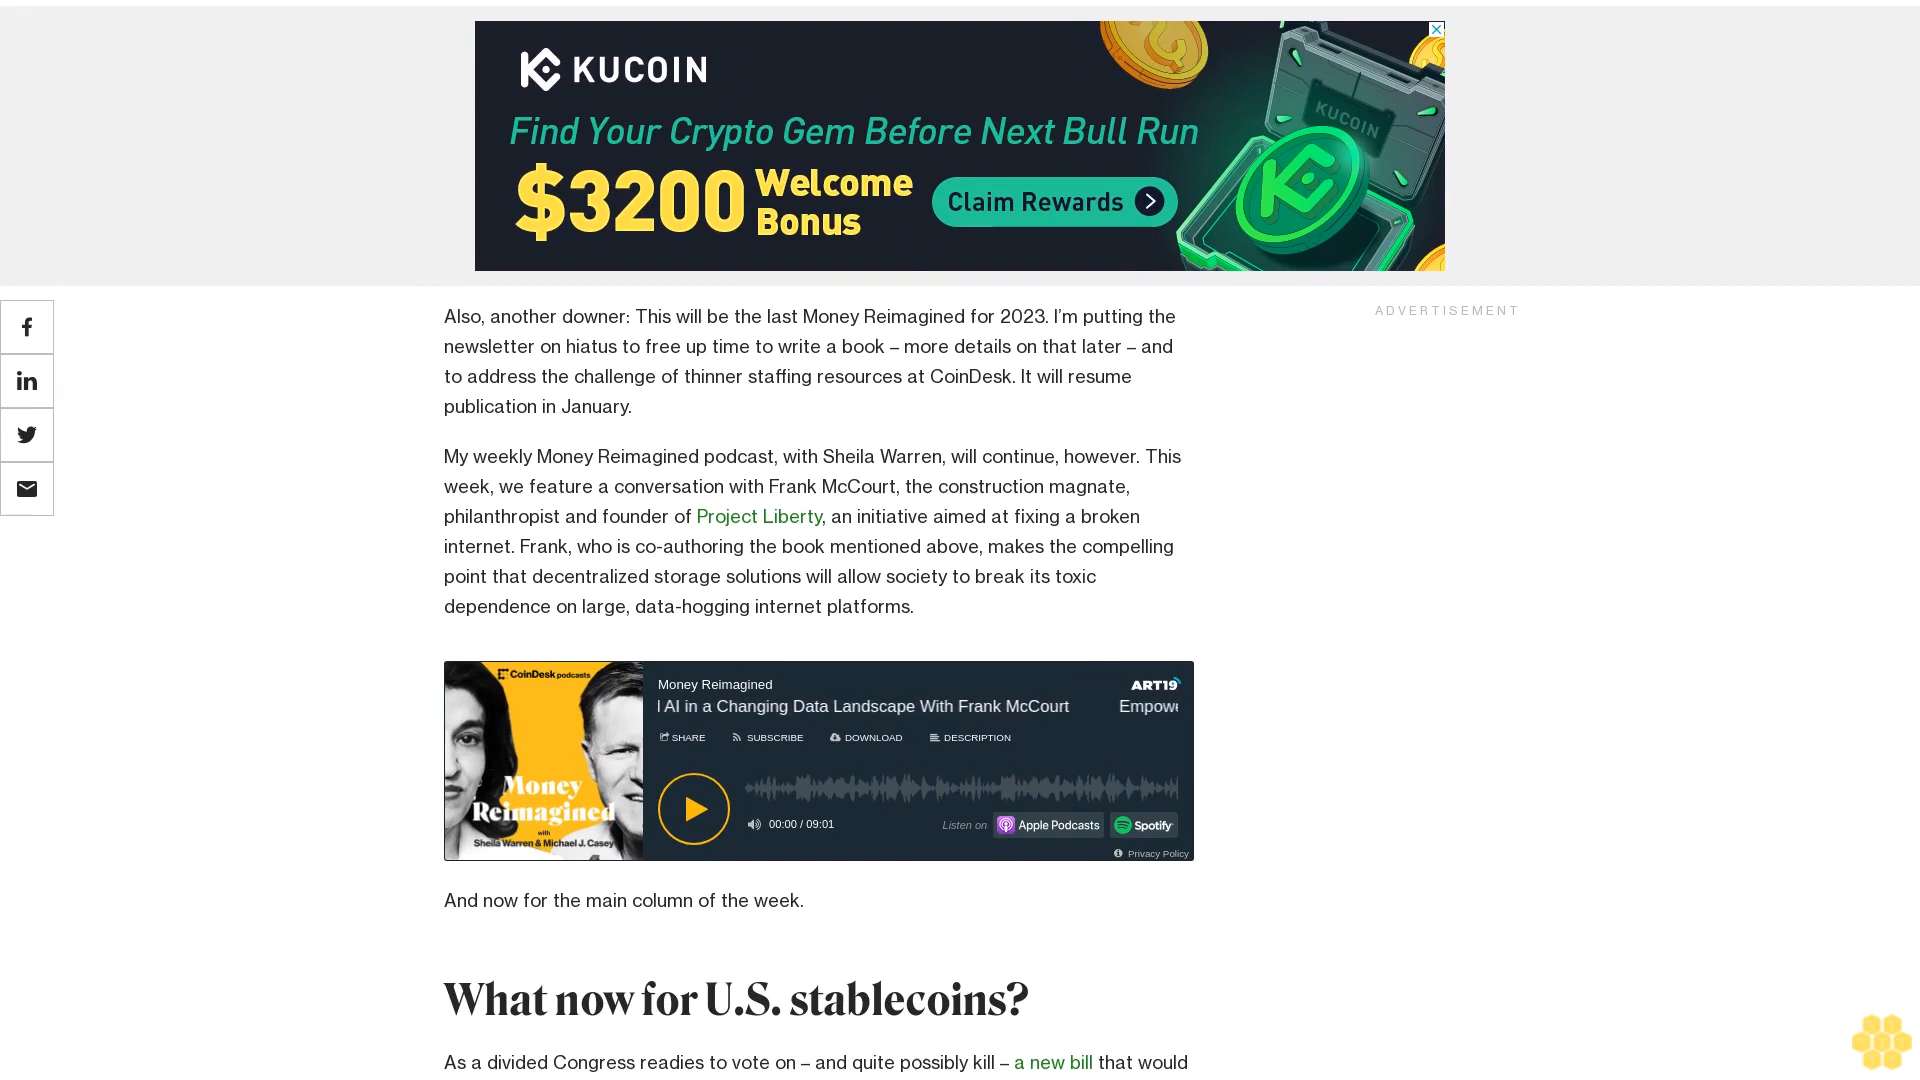 KUCOIN
KUCOIN
Find Your Crypto Gem Before Next Bull Run
$3200 Welcome Bonus
Claim Rewards
Also, another downer: This will be the last Money Reimagined for 2023. I’m putting the
newsletter on hiatus to free up time to write a book – more details on that later – and
to address the challenge of thinner staffing resources at CoinDesk. It will resume
publication in January.
ADVERTISEMENT
My weekly Money Reimagined podcast, with Sheila Warren, will continue, however. This
week, we feature a conversation with Frank McCourt, the construction magnate,
philanthropist and founder of Project Liberty, an initiative aimed at fixing a broken
internet. Frank, who is co-authoring the book mentioned above, makes the compelling
point that decentralized storage solutions will allow society to break its toxic
dependence on large, data-hogging internet platforms.
CoinDesk podcasts
Money
Reimagined
with
Sheila Warren & Michael J. Casey
Money Reimagined
ART19
AI in a Changing Data Landscape With Frank McCourt Empowe
SHARE SUBSCRIBE DOWNLOAD DESCRIPTION
00:00 / 09:01
Listen on Apple Podcasts Spotify
Privacy Policy
And now for the main column of the week.
What now for U.S. stablecoins?
As a divided Congress readies to vote on – and quite possibly kill – a new bill that would